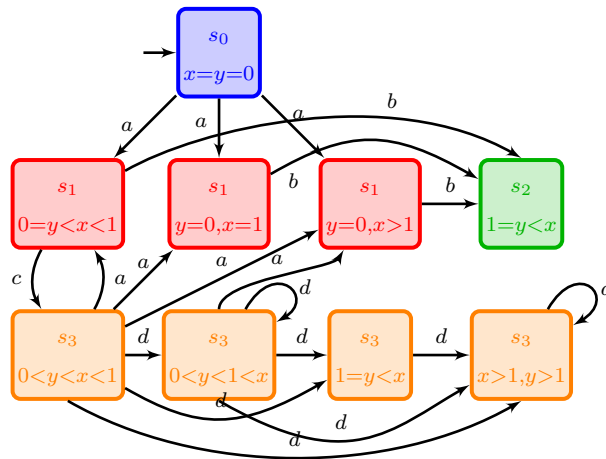 s₀
x=y=0
a
a
a
b
s₁
0=y<x<1
s₁
y=0,x=1
b
s₁
y=0,x>1
b
s₂
1=y<x
c
a
a
a
a
d
d
s₃
0<y<x<1
d
s₃
0<y<1<x
d
s₃
1=y<x
d
s₃
x>1,y>1
d
d
d